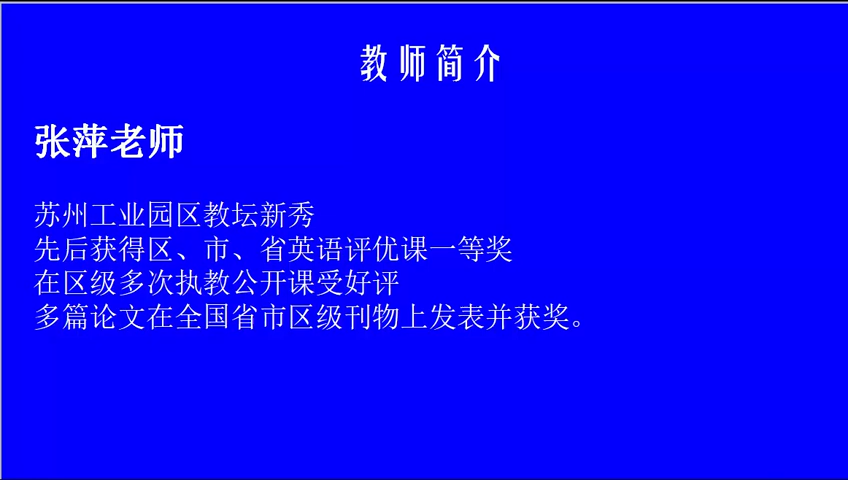 教师简介
张萍老师
苏州工业园区教坛新秀
先后获得区、市、省英语评优课一等奖
在区级多次执教公开课受好评
多篇论文在全国省市区级刊物上发表并获奖。